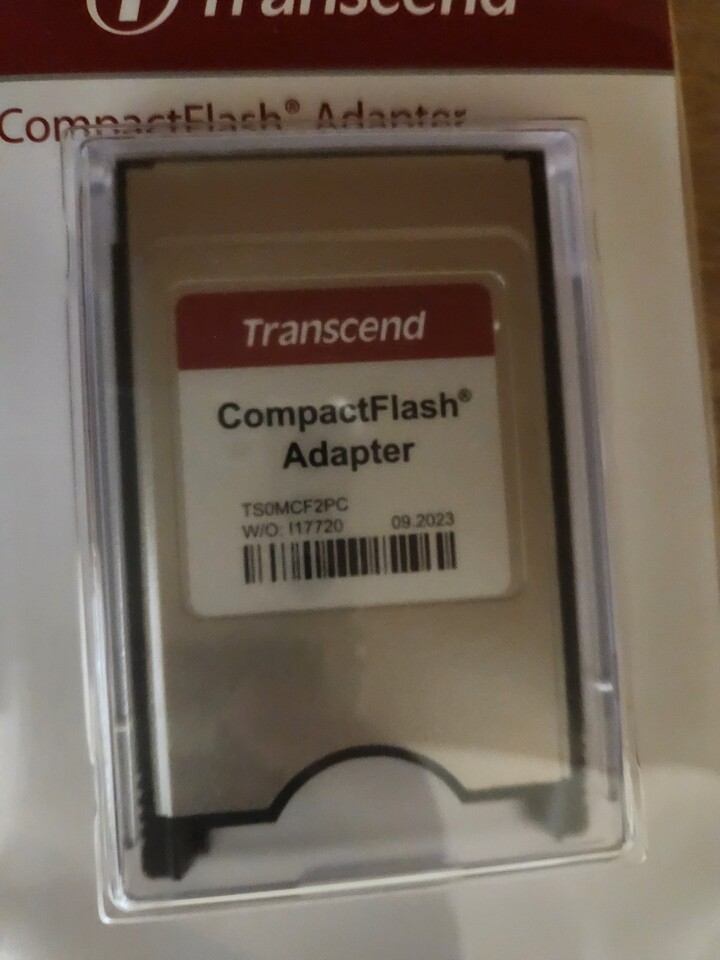 Transcend
CompactFlash® Adapter
Transcend
CompactFlash®
Adapter
TS0MCF2PC
W/O: I17720 09.2023